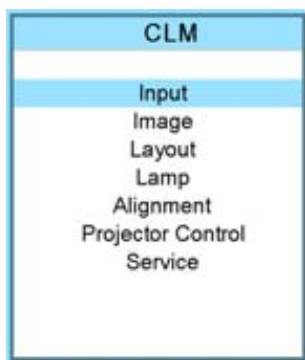 CLM
Input
Image
Layout
Lamp
Alignment
Projector Control
Service